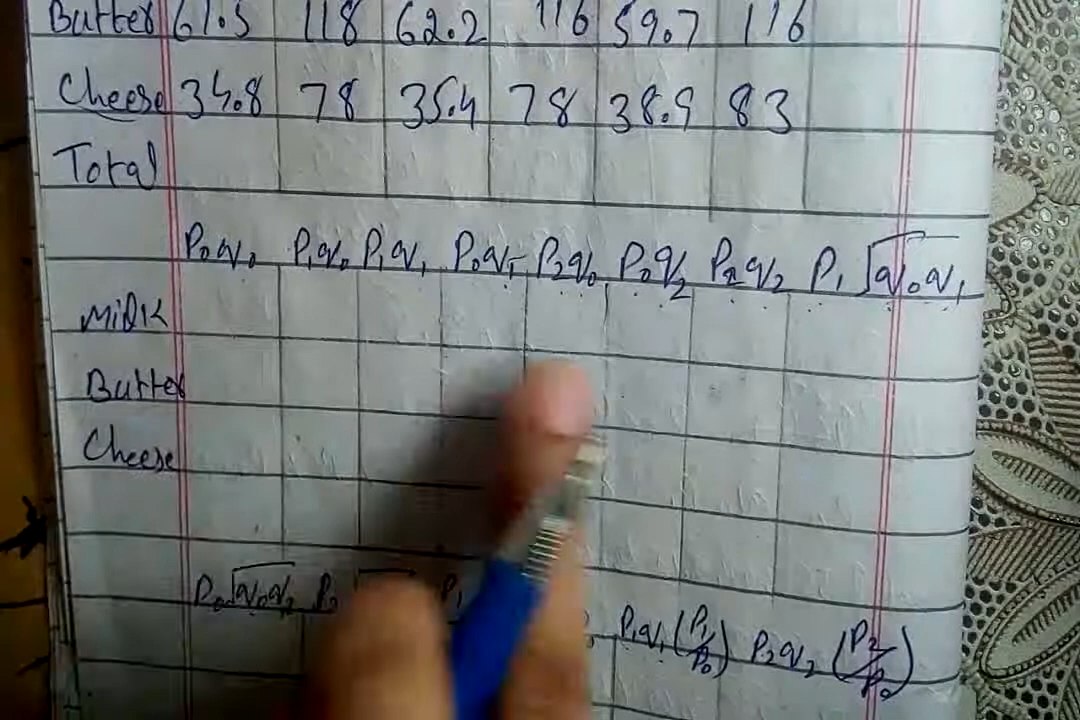 Butter 61.5 118 62.2 116 59.7 116
Cheese 34.8 78 35.4 78 38.9 83
Total
P₀q₀ P₁q₀ P₁q₁ P₀q₁ P₂q₀ P₀q₂ P₂q₂ P₁√q₀q₁
Milk
Butter
Cheese
P₀√q₀q₂ P₁q₁(P₁/P₀) P₂q₂(P₂/P₀)